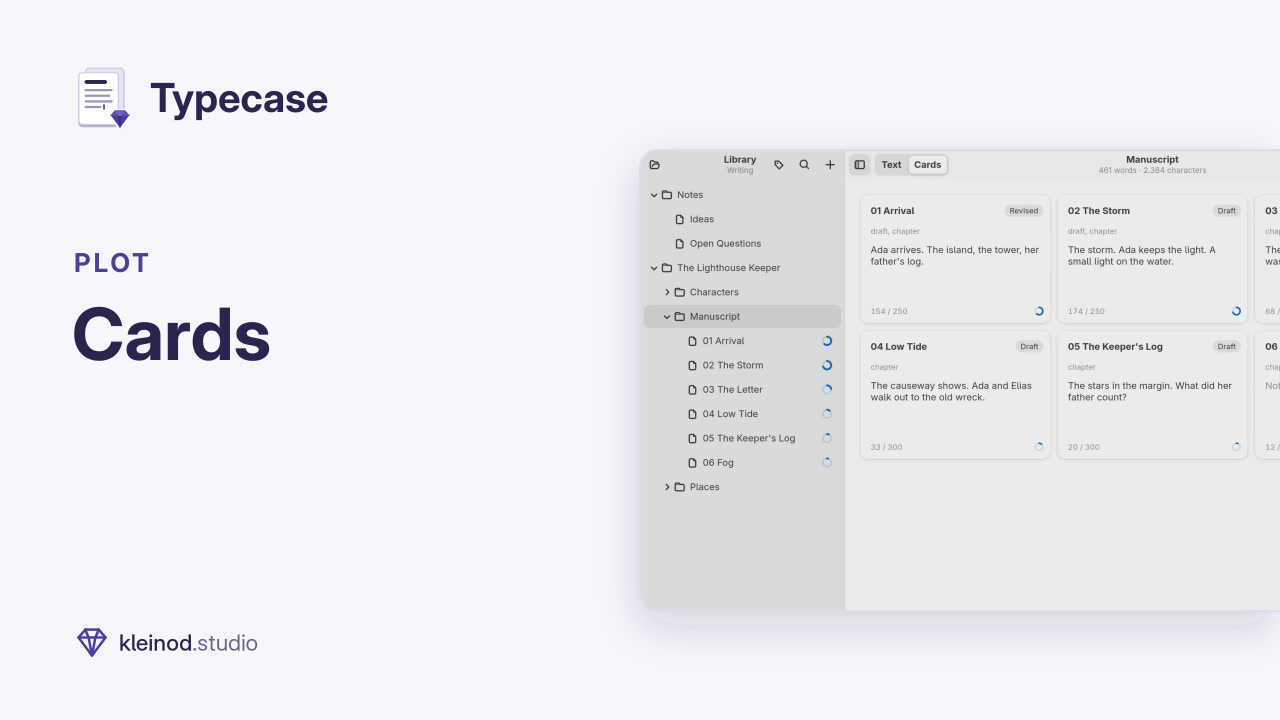 Typecase
PLOT
Cards
kleinod.studio
Library
Writing
Notes
Ideas
Open Questions
The Lighthouse Keeper
Characters
Manuscript
01 Arrival
02 The Storm
03 The Letter
04 Low Tide
05 The Keeper's Log
06 Fog
Places
Text
Cards
Manuscript
461 words · 2.384 characters
01 Arrival
Revised
draft, chapter
Ada arrives. The island, the tower, her
father's log.
154 / 250
02 The Storm
Draft
draft, chapter
The storm. Ada keeps the light. A
small light on the water.
174 / 250
03
68 /
04 Low Tide
Draft
chapter
The causeway shows. Ada and Elias
walk out to the old wreck.
33 / 300
05 The Keeper's Log
Draft
chapter
The stars in the margin. What did her
father count?
20 / 300
06
12 /